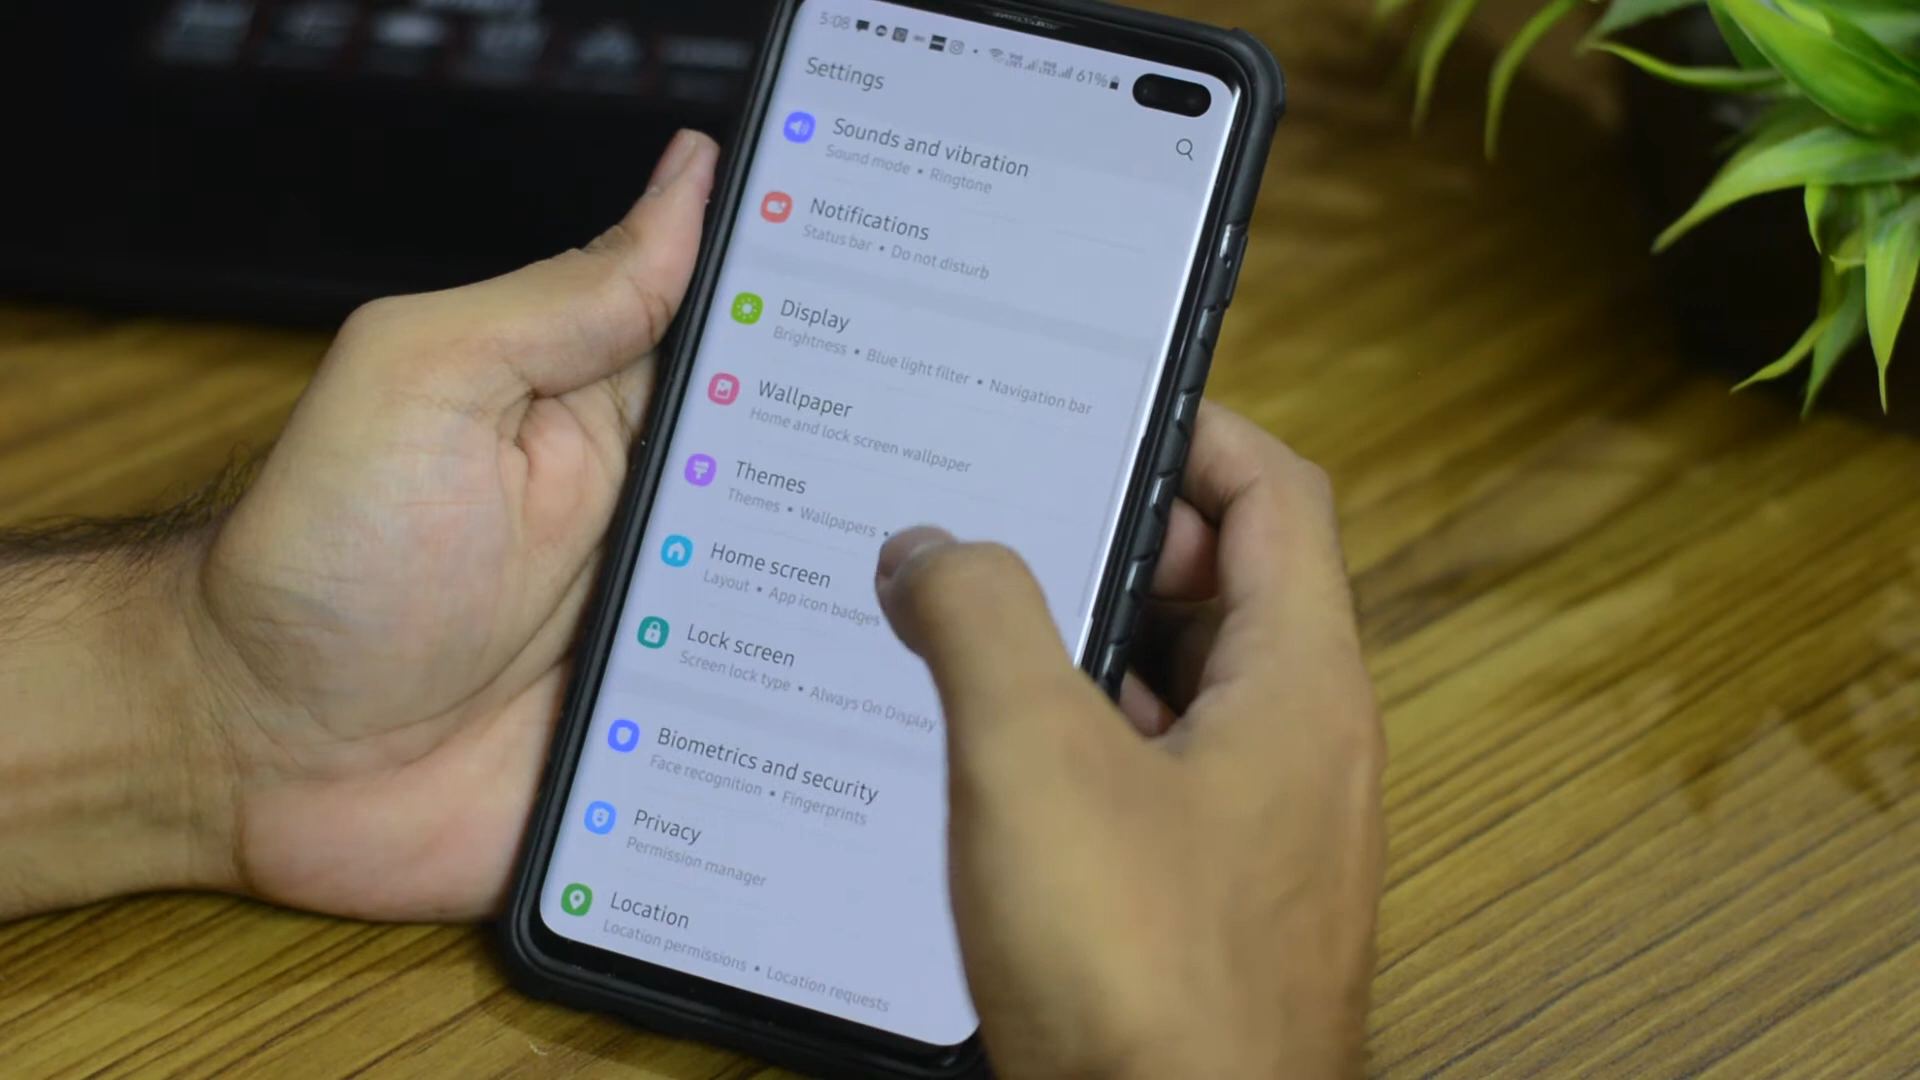 5:08
61%
Settings
Sounds and vibration
Sound mode • Ringtone
Notifications
Status bar • Do not disturb
Display
Brightness • Blue light filter • Navigation bar
Wallpaper
Home and lock screen wallpaper
Themes
Themes • Wallpapers •
Home screen
Layout • App icon badges
Lock screen
Screen lock type • Always On Display
Biometrics and security
Face recognition • Fingerprints
Privacy
Permission manager
Location
Location permissions • Location requests